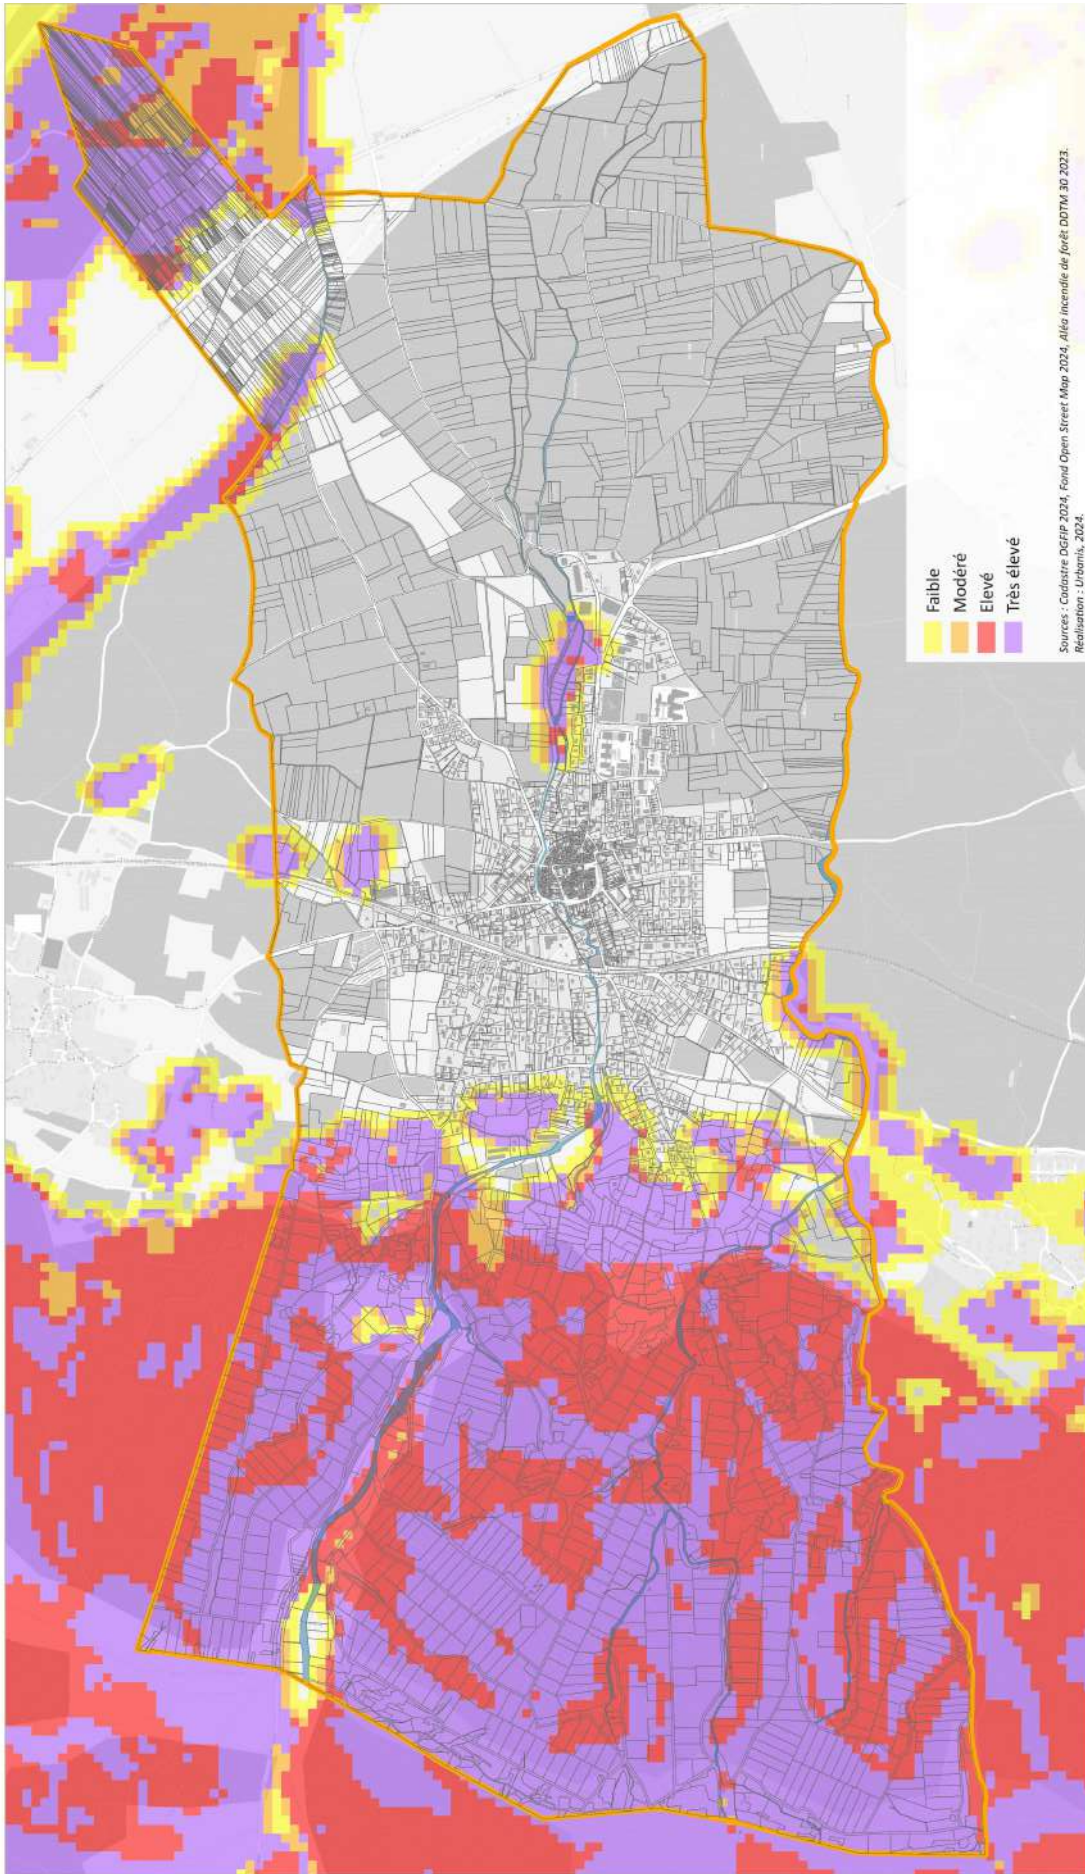 Faible
Modéré
Elevé
Très élevé
Sources : Cadastre DGFIP 2024, Fond Open Street Map 2024, Aléa incendie de forêt DDTM 30 2023.
Réalisation : Urbanis, 2024.